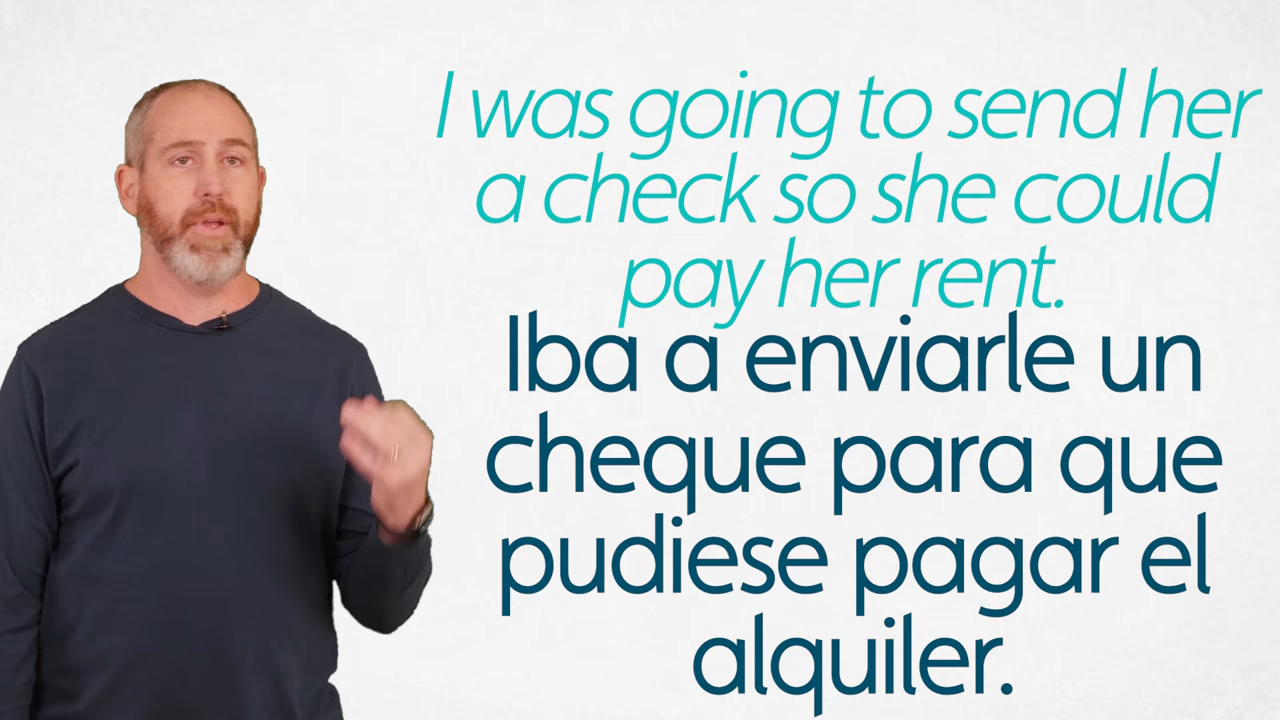 I was going to send her
a check so she could
pay her rent.
Iba a enviarle un
cheque para que
pudiese pagar el
alquiler.